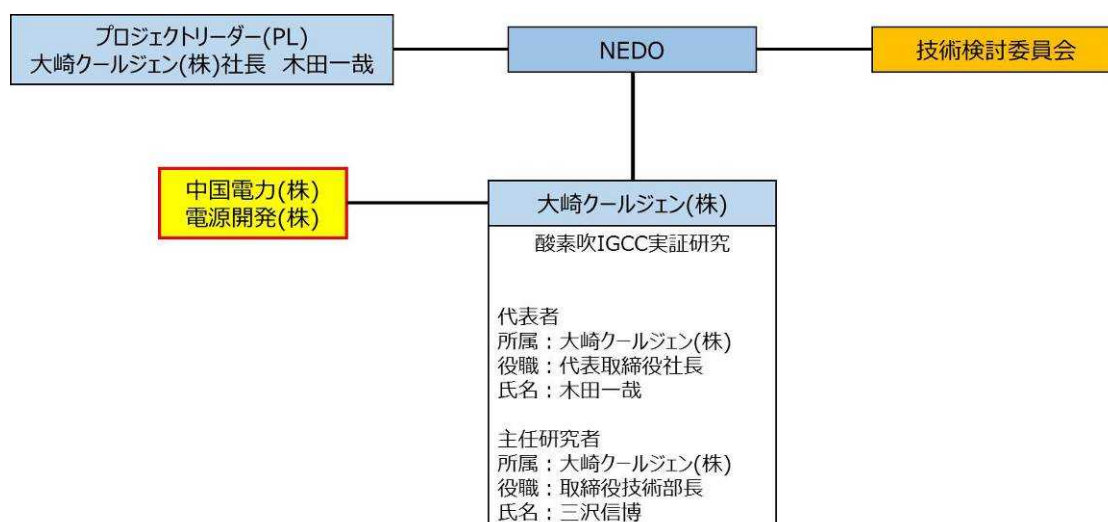 プロジェクトリーダー(PL)
大崎クールジェン(株)社長 木田一哉
NEDO
技術検討委員会
中国電力(株)
電源開発(株)
大崎クールジェン(株)
酸素吹IGCC実証研究
代表者
所属：大崎クールジェン(株)
役職：代表取締役社長
氏名：木田一哉
主任研究者
所属：大崎クールジェン(株)
役職：取締役技術部長
氏名：三沢信博